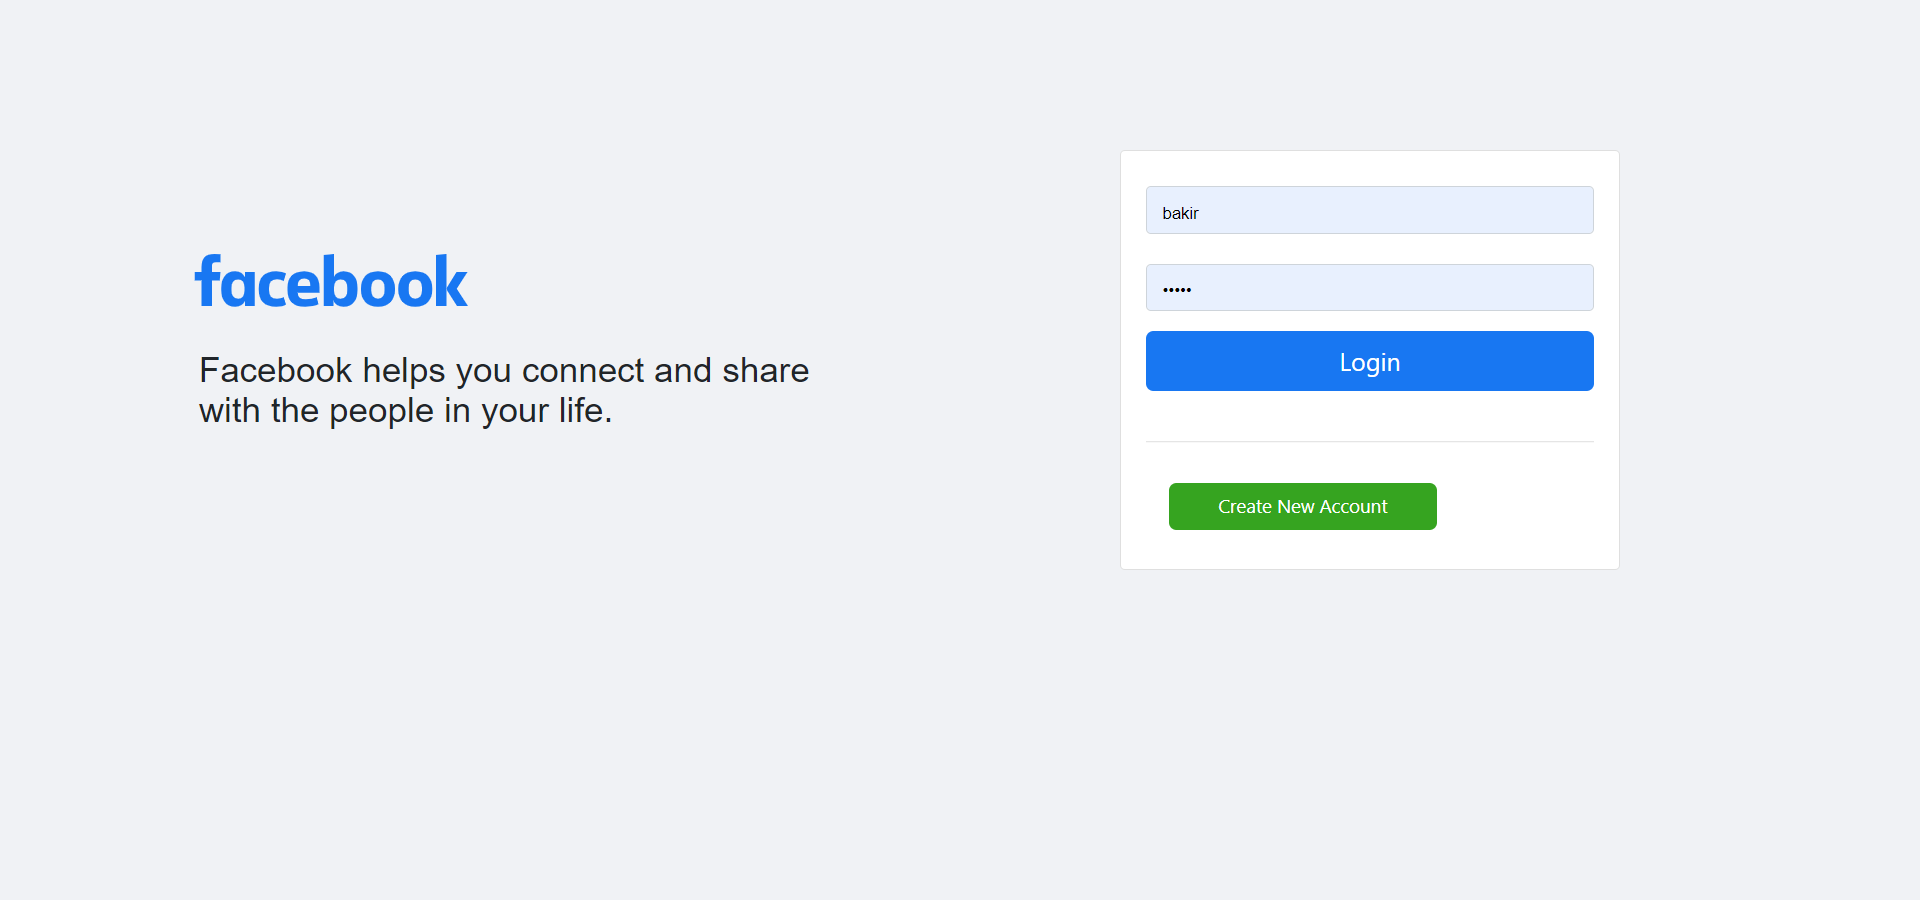 facebook
Facebook helps you connect and share
with the people in your life.
bakir
•••••
Login
Create New Account